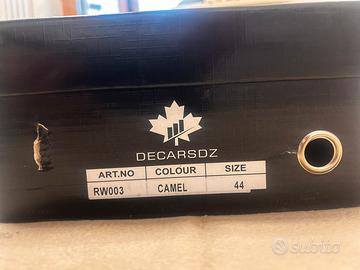 DECARSDZ
ART.NO COLOUR SIZE
RW003 CAMEL 44
subito